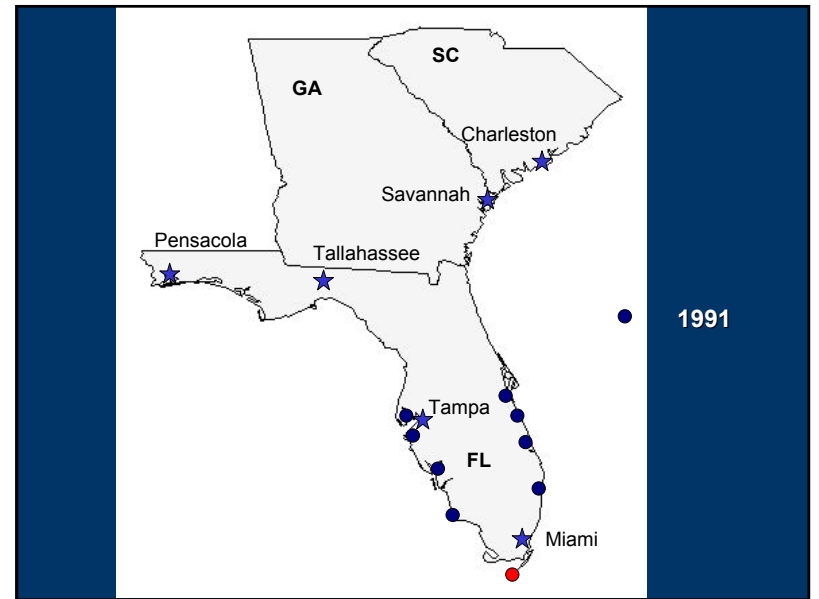 SC
GA
Charleston
Savannah
Pensacola
Tallahassee
1991
Tampa
FL
Miami